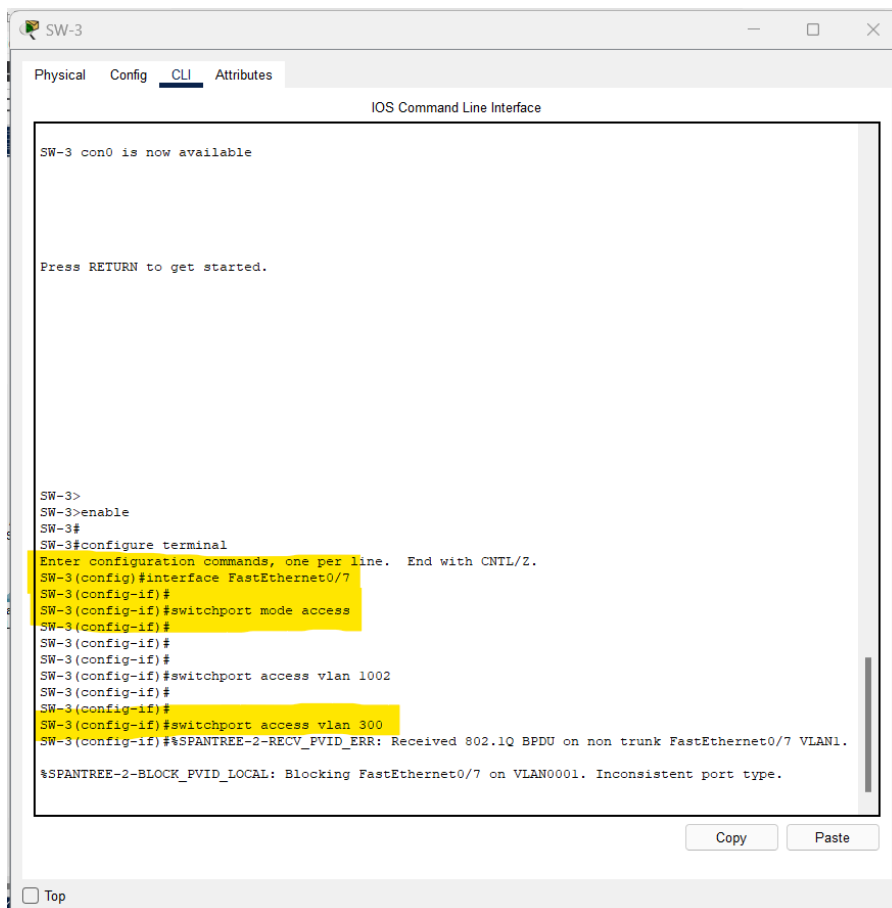 SW-3
Physical Config CLI Attributes
IOS Command Line Interface
SW-3 con0 is now available
Press RETURN to get started.
SW-3>
SW-3>enable
SW-3#
SW-3#configure terminal
Enter configuration commands, one per line.  End with CNTL/Z.
SW-3(config)#interface FastEthernet0/7
SW-3(config-if)#
SW-3(config-if)#switchport mode access
SW-3(config-if)#
SW-3(config-if)#
SW-3(config-if)#
SW-3(config-if)#switchport access vlan 1002
SW-3(config-if)#
SW-3(config-if)#
SW-3(config-if)#switchport access vlan 300
SW-3(config-if)#%SPANTREE-2-RECV_PVID_ERR: Received 802.1Q BPDU on non trunk FastEthernet0/7 VLAN1.
%SPANTREE-2-BLOCK_PVID_LOCAL: Blocking FastEthernet0/7 on VLAN0001. Inconsistent port type.
Copy Paste
Top